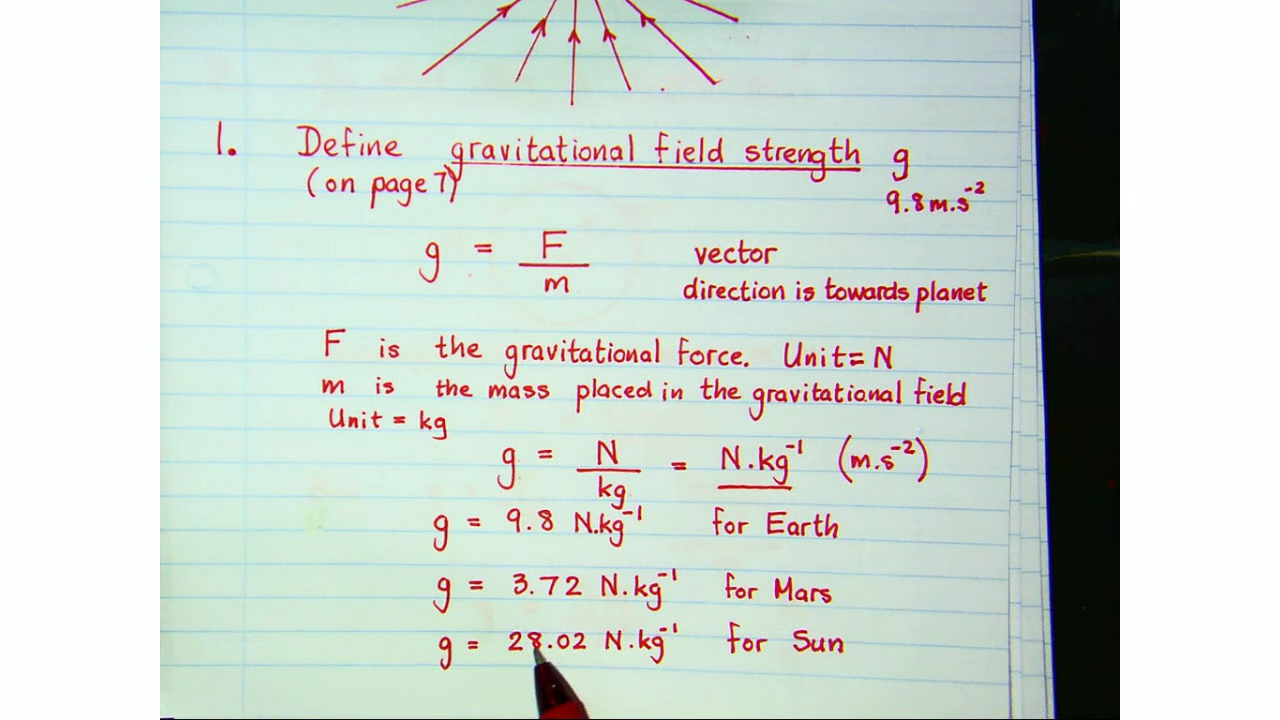 1. Define gravitational field strength g
(on page 7)
9.8 m.s⁻²
g = F/m vector
direction is towards planet
F is the gravitational force. Unit = N
m is the mass placed in the gravitational field
Unit = kg
g = N/kg = N.kg⁻¹ (m.s⁻²)
g = 9.8 N.kg⁻¹ for Earth
g = 3.72 N.kg⁻¹ for Mars
g = 28.02 N.kg⁻¹ for Sun